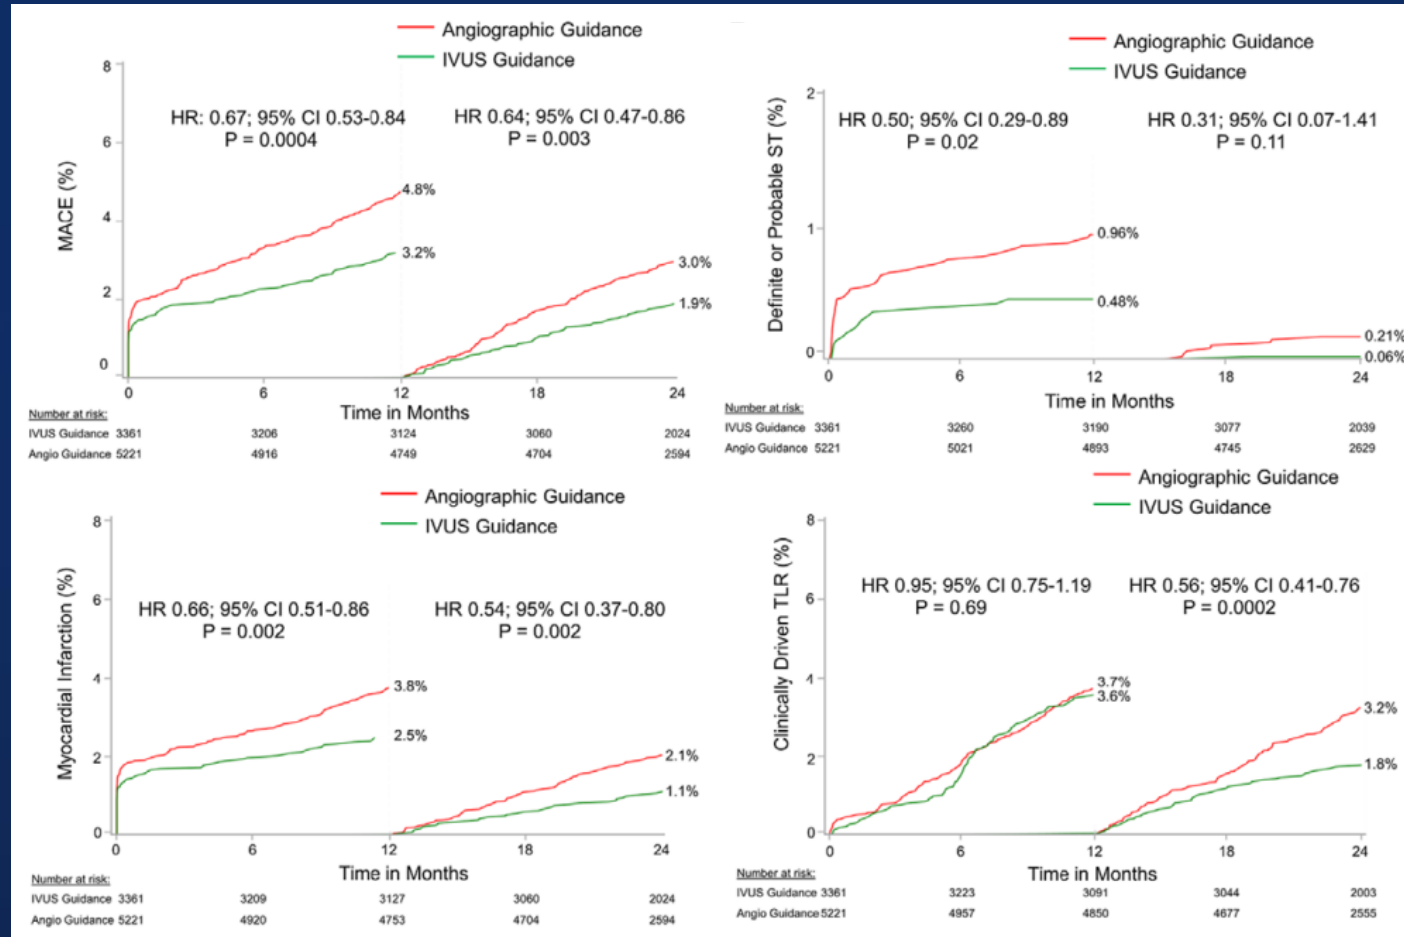 Angiographic Guidance
IVUS Guidance
MACE (%)
8
6
4
2
0
HR: 0.67; 95% CI 0.53-0.84
P = 0.0004
HR 0.64; 95% CI 0.47-0.86
P = 0.003
4.8%
3.2%
3.0%
1.9%
0 6 12 18 24
Time in Months
Number at risk:
IVUS Guidance 3361 3206 3124 3060 2024
Angio Guidance 5221 4916 4749 4704 2594
Angiographic Guidance
IVUS Guidance
Definite or Probable ST (%)
2
1
0
HR 0.50; 95% CI 0.29-0.89
P = 0.02
HR 0.31; 95% CI 0.07-1.41
P = 0.11
0.96%
0.48%
0.21%
0.06%
0 6 12 18 24
Time in Months
Number at risk:
IVUS Guidance 3361 3260 3190 3077 2039
Angio Guidance 5221 5021 4893 4745 2629
Angiographic Guidance
IVUS Guidance
Myocardial Infarction (%)
8
6
4
2
0
HR 0.66; 95% CI 0.51-0.86
P = 0.002
HR 0.54; 95% CI 0.37-0.80
P = 0.002
3.8%
2.5%
2.1%
1.1%
0 6 12 18 24
Time in Months
Number at risk:
IVUS Guidance 3361 3209 3127 3060 2024
Angio Guidance 5221 4920 4753 4704 2594
Angiographic Guidance
IVUS Guidance
Clinically Driven TLR (%)
8
6
4
2
0
HR 0.95; 95% CI 0.75-1.19
P = 0.69
HR 0.56; 95% CI 0.41-0.76
P = 0.0002
3.7%
3.6%
3.2%
1.8%
0 6 12 18 24
Time in Months
Number at risk:
IVUS Guidance 3361 3223 3091 3044 2003
Angio Guidance 5221 4957 4850 4677 2555